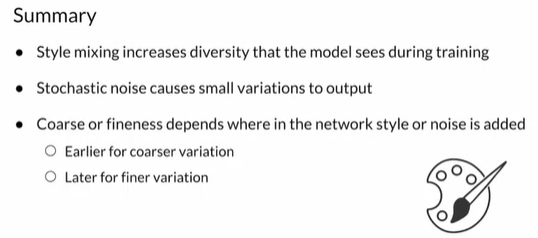 Summary
• Style mixing increases diversity that the model sees during training
• Stochastic noise causes small variations to output
• Coarse or fineness depends where in the network style or noise is added
○ Earlier for coarser variation
○ Later for finer variation